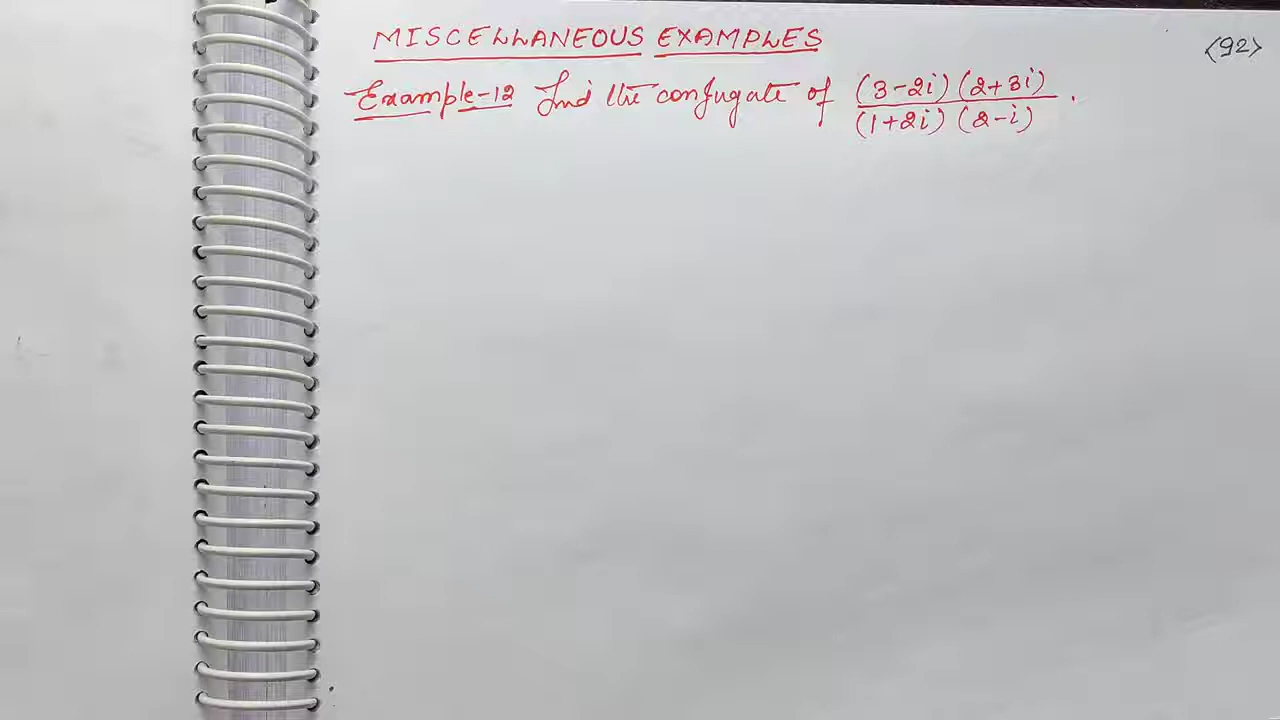 MISCELLANEOUS EXAMPLES
<92>
Example-12 Find the conjugate of (3-2i)(2+3i)/(1+2i)(2-i).